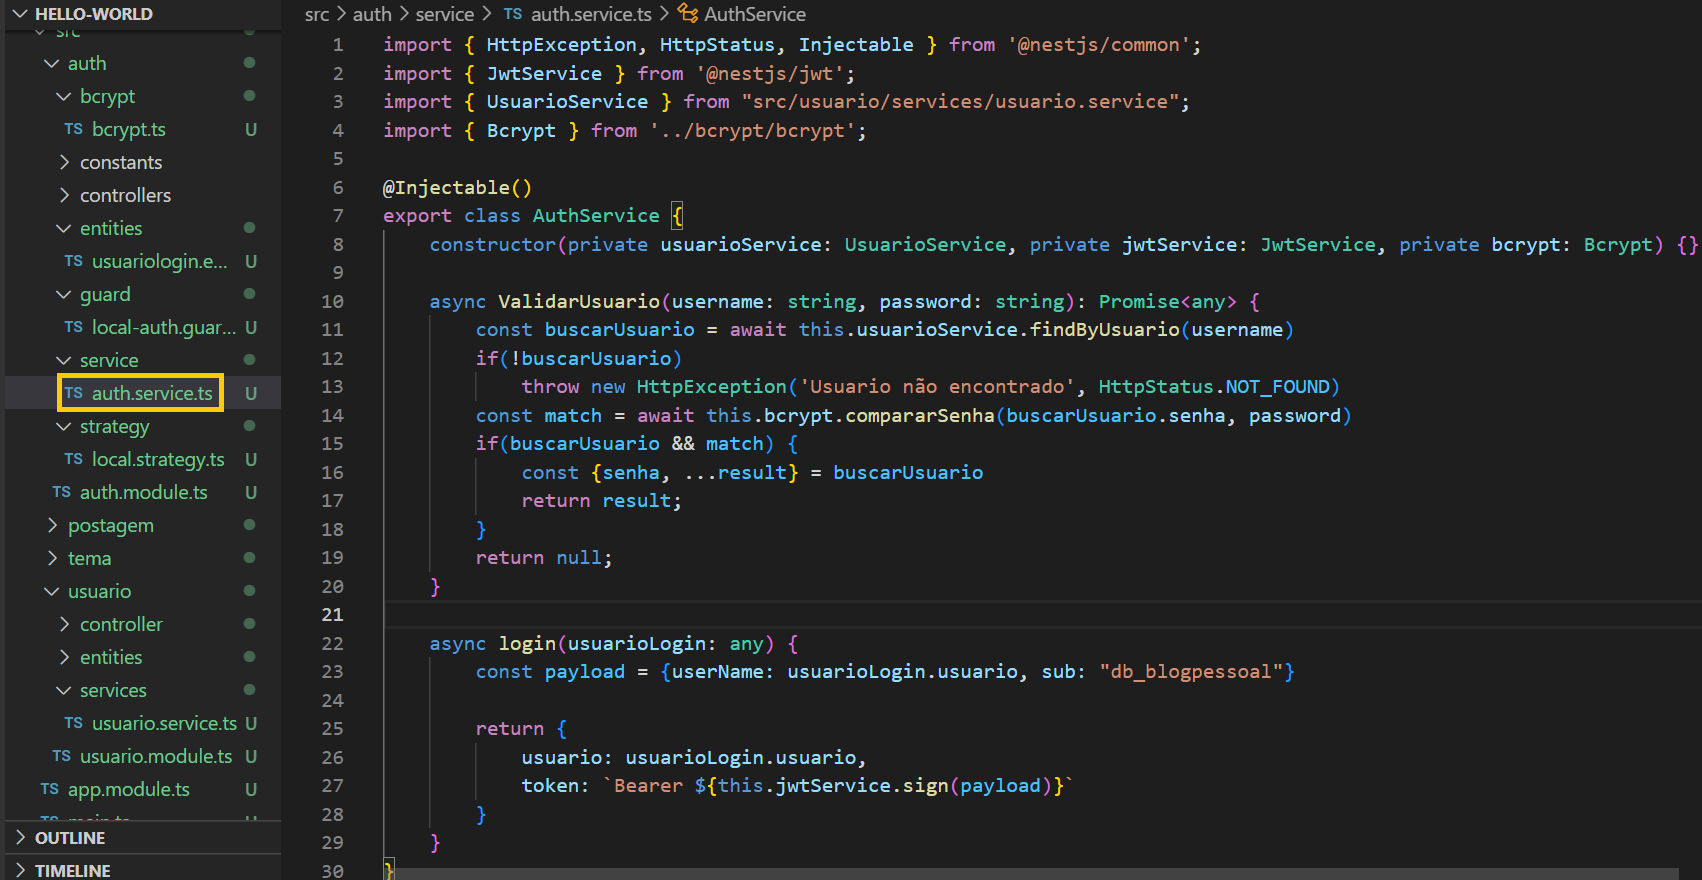 HELLO-WORLD
src
auth
bcrypt
TS bcrypt.ts U
constants
controllers
entities
TS usuariologin.e... U
guard
TS local-auth.guar... U
service
TS auth.service.ts U
strategy
TS local.strategy.ts U
TS auth.module.ts U
postagem
tema
usuario
controller
entities
services
TS usuario.service.ts U
TS usuario.module.ts U
TS app.module.ts U
TS main.ts U
OUTLINE
TIMELINE
src > auth > service > TS auth.service.ts > AuthService
1 import { HttpException, HttpStatus, Injectable } from '@nestjs/common';
2 import { JwtService } from '@nestjs/jwt';
3 import { UsuarioService } from "src/usuario/services/usuario.service";
4 import { Bcrypt } from '../bcrypt/bcrypt';
5
6 @Injectable()
7 export class AuthService {
8 constructor(private usuarioService: UsuarioService, private jwtService: JwtService, private bcrypt: Bcrypt) {}
9
10 async ValidarUsuario(username: string, password: string): Promise<any> {
11 const buscarUsuario = await this.usuarioService.findByUsuario(username)
12 if(!buscarUsuario)
13 throw new HttpException('Usuario não encontrado', HttpStatus.NOT_FOUND)
14 const match = await this.bcrypt.compararSenha(buscarUsuario.senha, password)
15 if(buscarUsuario && match) {
16 const {senha, ...result} = buscarUsuario
17 return result;
18 }
19 return null;
20 }
21
22 async login(usuarioLogin: any) {
23 const payload = {userName: usuarioLogin.usuario, sub: "db_blogpessoal"}
24
25 return {
26 usuario: usuarioLogin.usuario,
27 token: `Bearer ${this.jwtService.sign(payload)}`
28 }
29 }
30 }